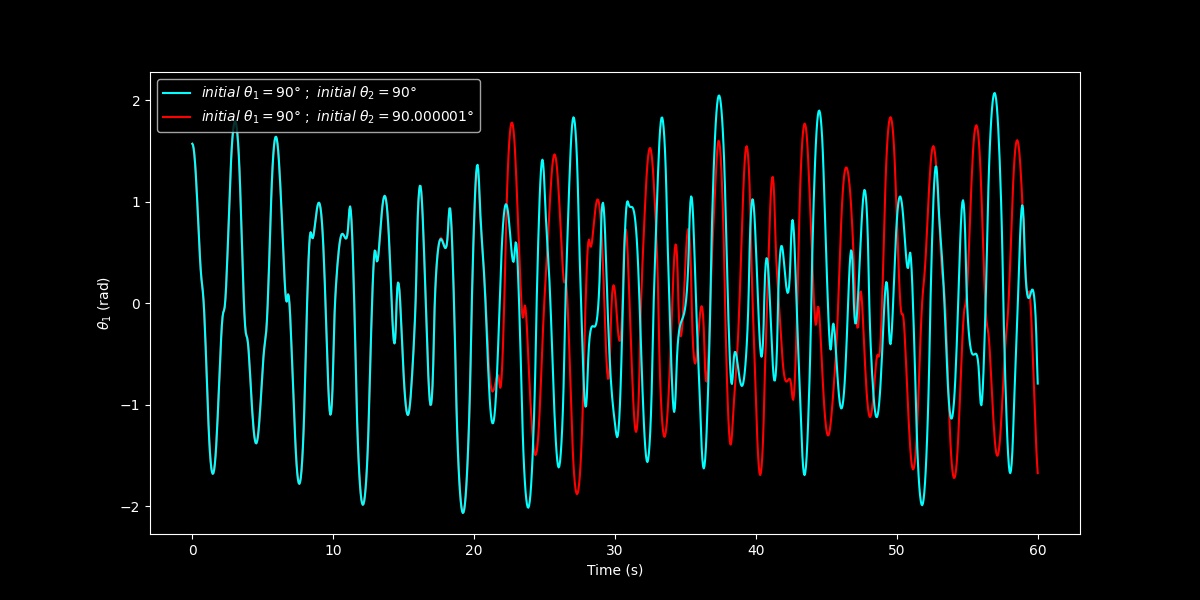 initial θ₁ = 90° ; initial θ₂ = 90°
initial θ₁ = 90° ; initial θ₂ = 90.000001°
2
1
0
−1
−2
θ₁ (rad)
0 10 20 30 40 50 60
Time (s)